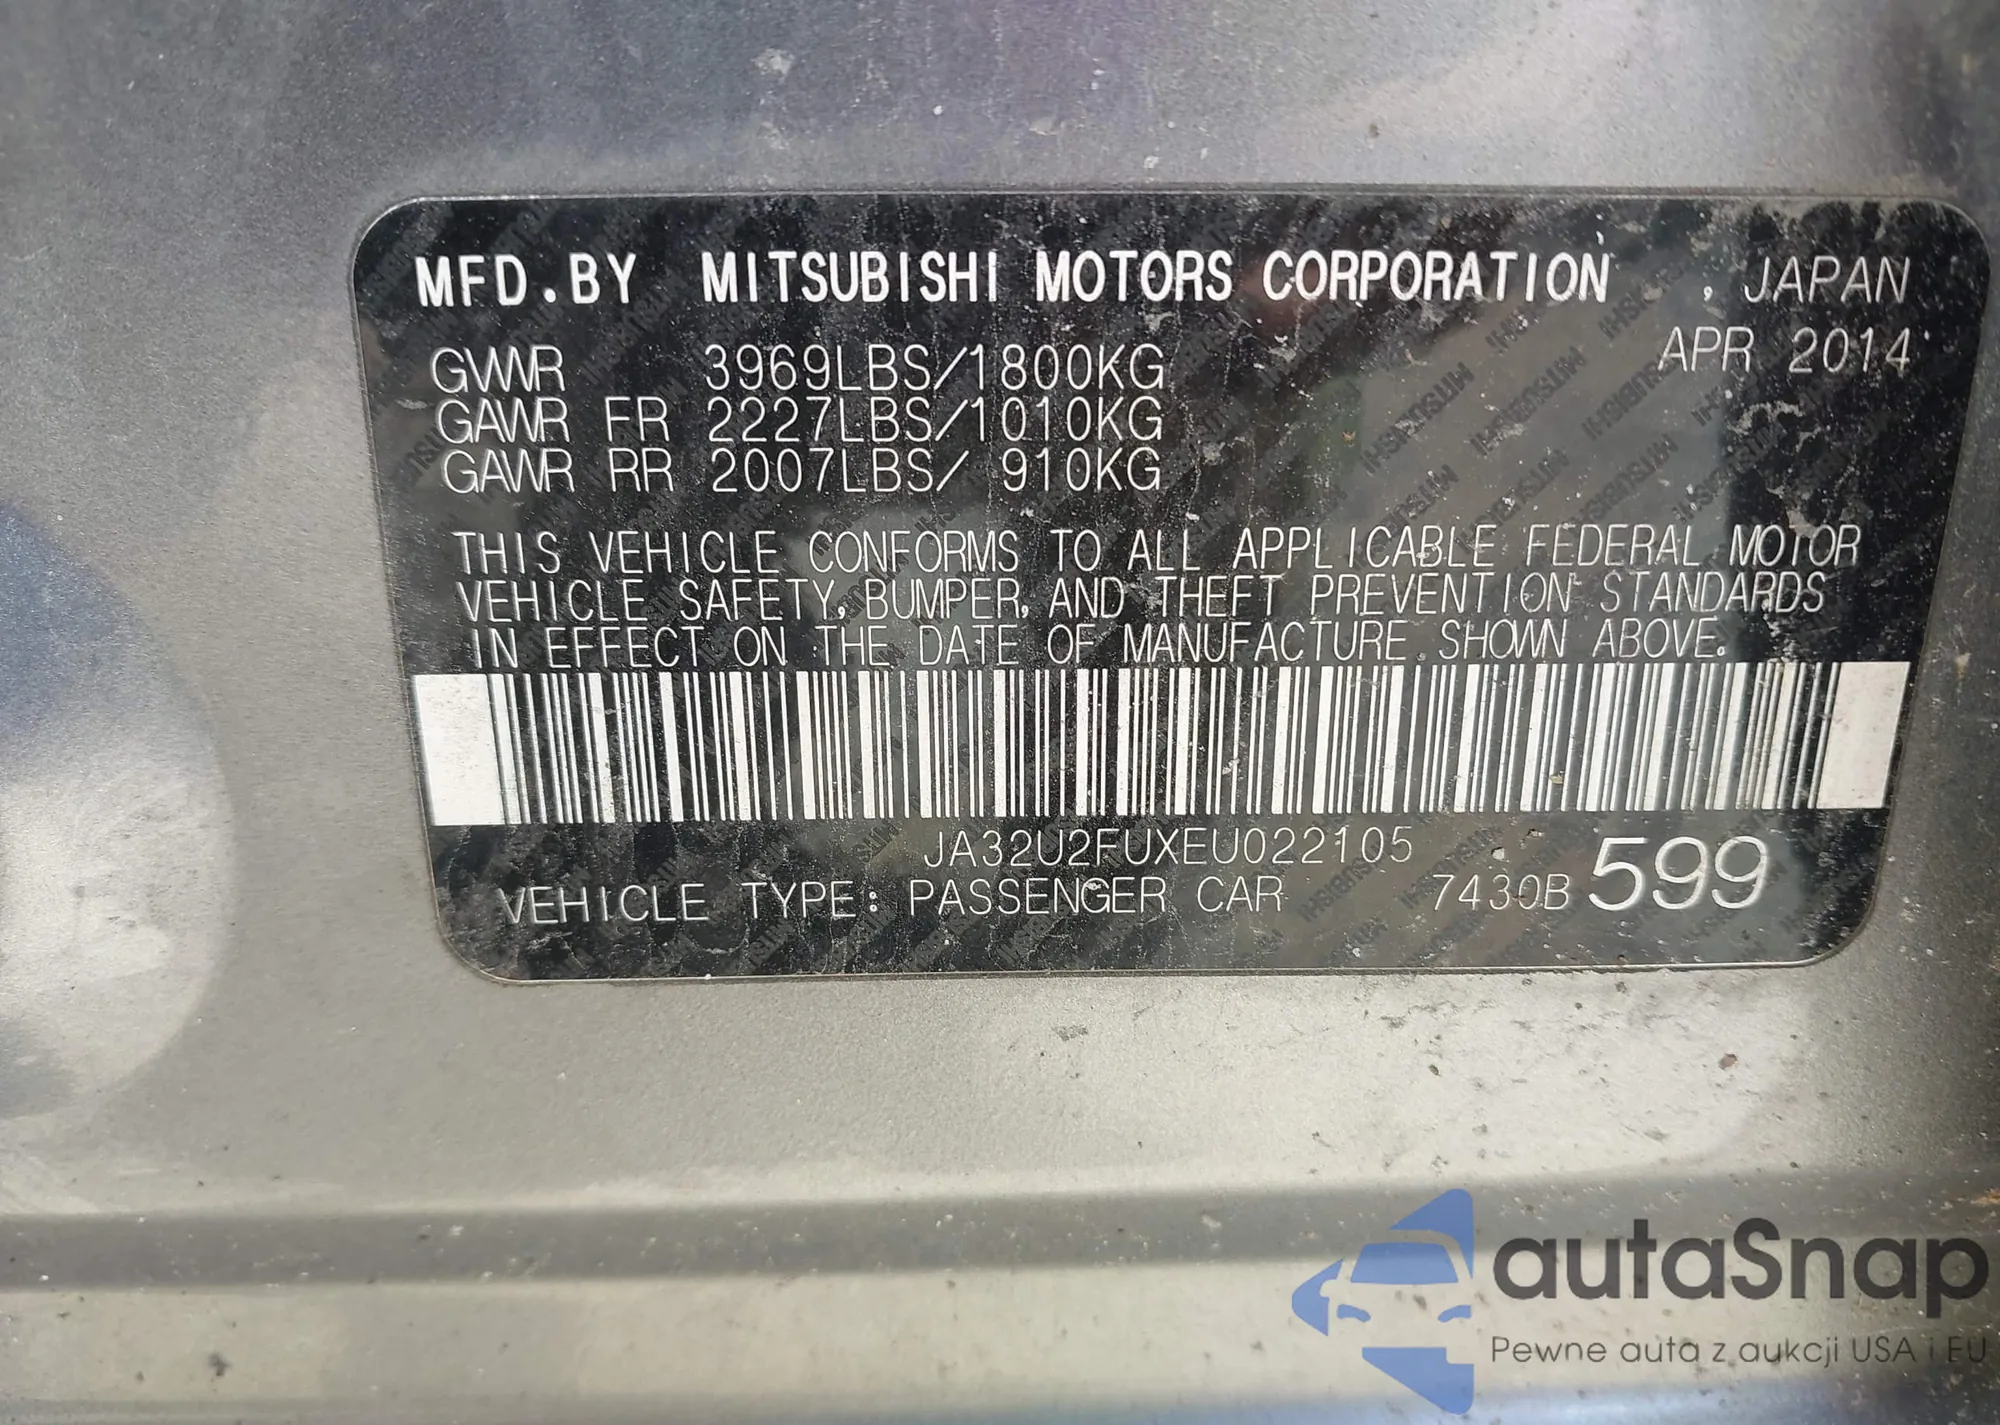 MFD.BY MITSUBISHI MOTORS CORPORATION , JAPAN
APR 2014
GVWR 3969LBS/1800KG
GAWR FR 2227LBS/1010KG
GAWR RR 2007LBS/ 910KG
THIS VEHICLE CONFORMS TO ALL APPLICABLE FEDERAL MOTOR
VEHICLE SAFETY, BUMPER, AND THEFT PREVENTION STANDARDS
IN EFFECT ON THE DATE OF MANUFACTURE SHOWN ABOVE.
JA32U2FUXEU022105
VEHICLE TYPE: PASSENGER CAR 7430B 599
autaSnap
Pewne auta z aukcji USA i EU